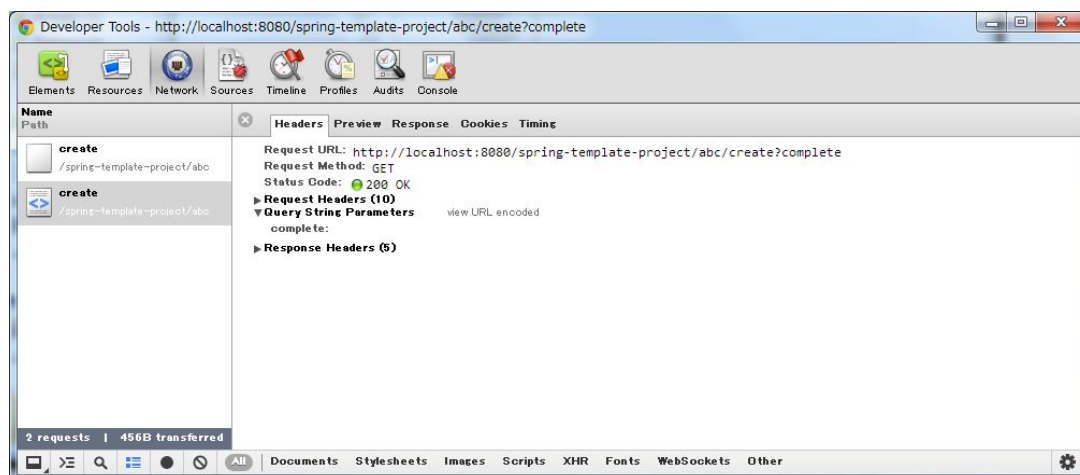 Developer Tools - http://localhost:8080/spring-template-project/abc/create?complete
Elements Resources Network Sources Timeline Profiles Audits Console
Name
Path
Headers Preview Response Cookies Timing
create
/spring-template-project/abc
create
/spring-template-project/abc
Request URL: http://localhost:8080/spring-template-project/abc/create?complete
Request Method: GET
Status Code: 200 OK
Request Headers (10)
Query String Parameters view URL encoded
complete:
Response Headers (5)
2 requests | 456B transferred
All Documents Stylesheets Images Scripts XHR Fonts WebSockets Other